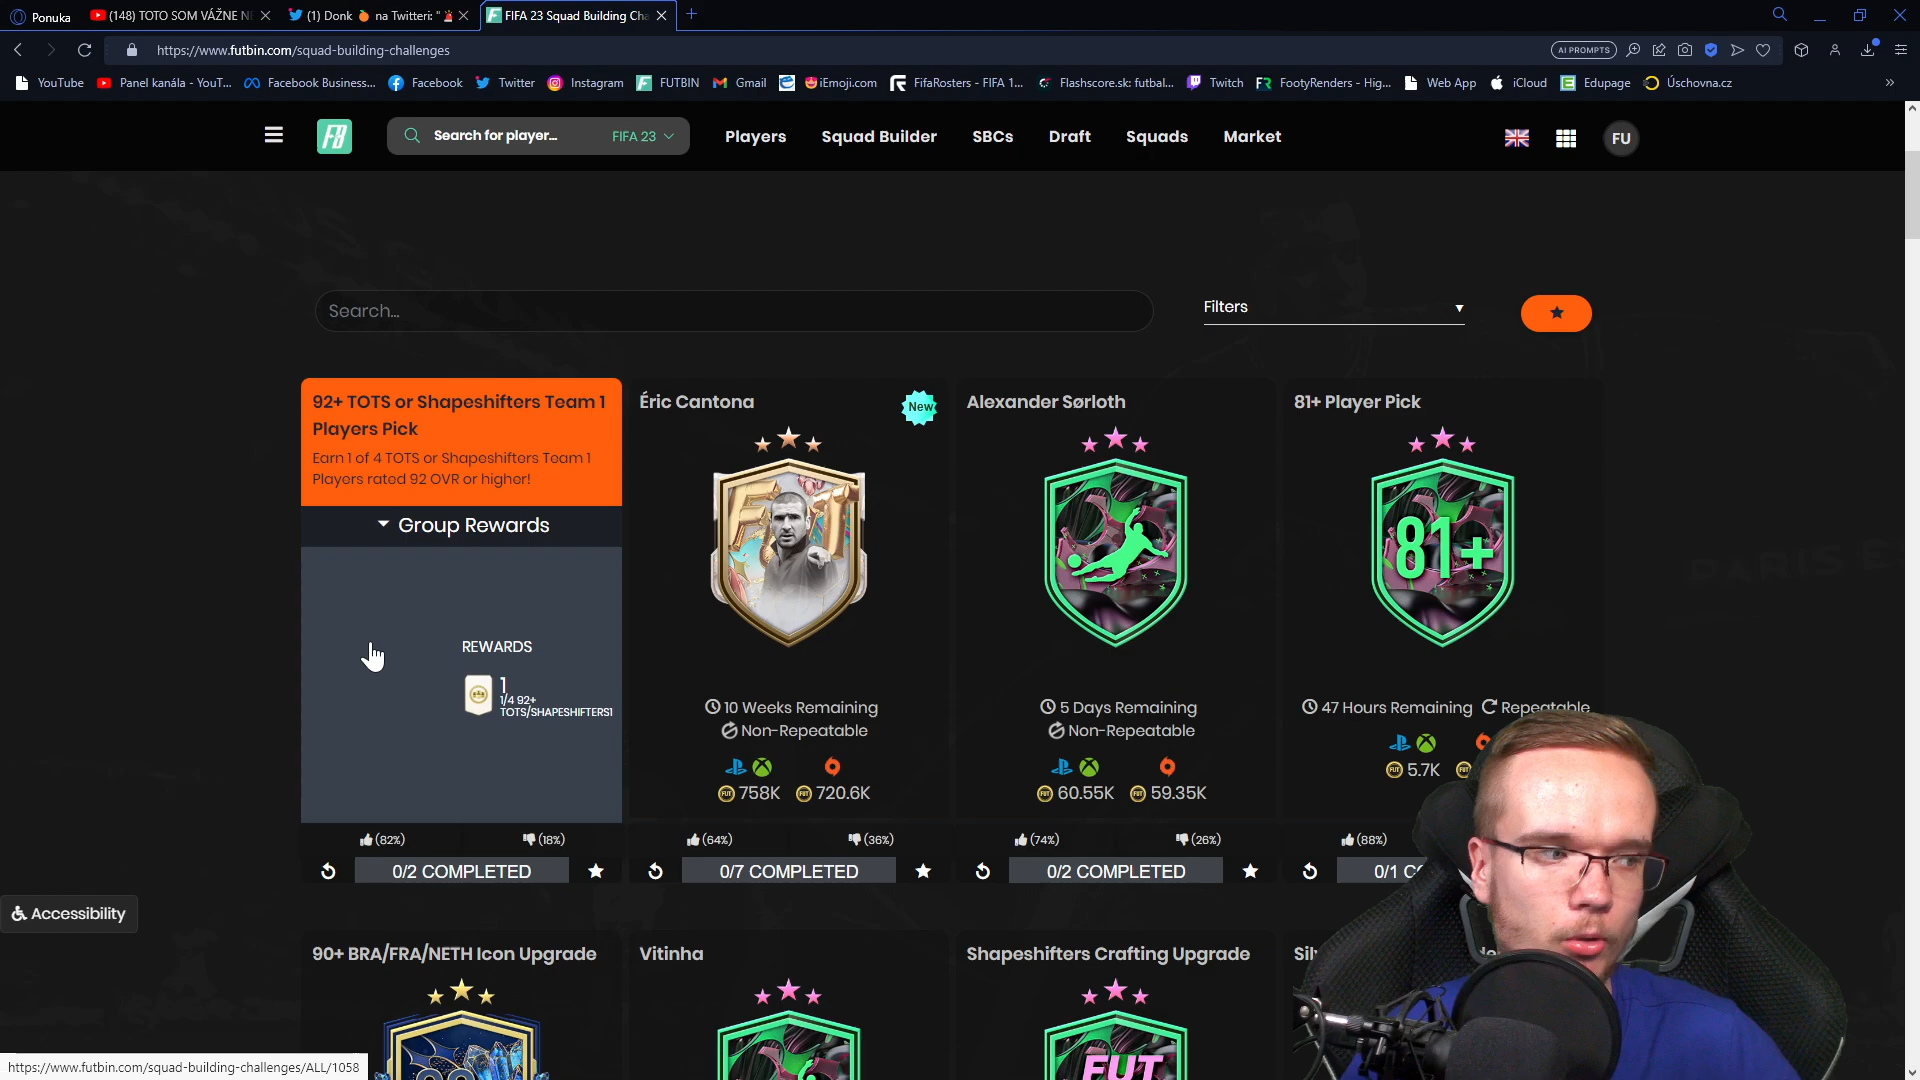 Ponuka
(148) TOTO SOM VÁŽNE N
(1) Donk 🍊 na Twitteri: "🚨
FIFA 23 Squad Building Ch
https://www.futbin.com/squad-building-challenges
AI PROMPTS
YouTube
Panel kanála - YouT...
Facebook Business...
Facebook
Twitter
Instagram
FUTBIN
Gmail
😍iEmoji.com
FifaRosters - FIFA 1...
Flashscore.sk: futbal...
Twitch
FootyRenders - Hig...
Web App
iCloud
Edupage
Úschovna.cz
Search for player...
FIFA 23
Players
Squad Builder
SBCs
Draft
Squads
Market
FU
Search...
Filters
92+ TOTS or Shapeshifters Team 1
Players Pick
Earn 1 of 4 TOTS or Shapeshifters Team 1
Players rated 92 OVR or higher!
Group Rewards
REWARDS
1
1/4 92+
TOTS/SHAPESHIFTERS1
(82%)
(18%)
0/2 COMPLETED
Éric Cantona
New
FUT
10 Weeks Remaining
Non-Repeatable
758K
720.6K
(64%)
(36%)
0/7 COMPLETED
Alexander Sørloth
5 Days Remaining
Non-Repeatable
60.55K
59.35K
(74%)
(26%)
0/2 COMPLETED
81+ Player Pick
81+
47 Hours Remaining
Repeatable
5.7K
(88%)
0/1 C
Accessibility
90+ BRA/FRA/NETH Icon Upgrade
Vitinha
Shapeshifters Crafting Upgrade
FUT
https://www.futbin.com/squad-building-challenges/ALL/1058